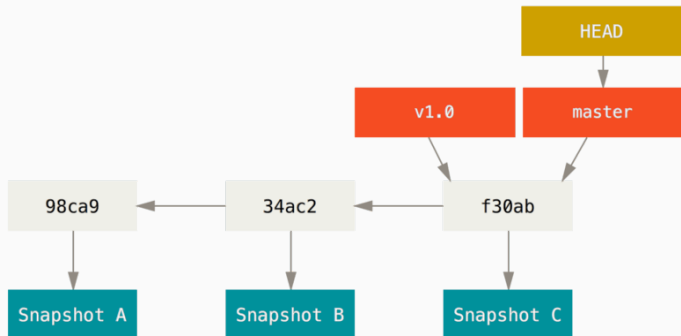 HEAD
v1.0
master
98ca9
34ac2
f30ab
Snapshot A
Snapshot B
Snapshot C